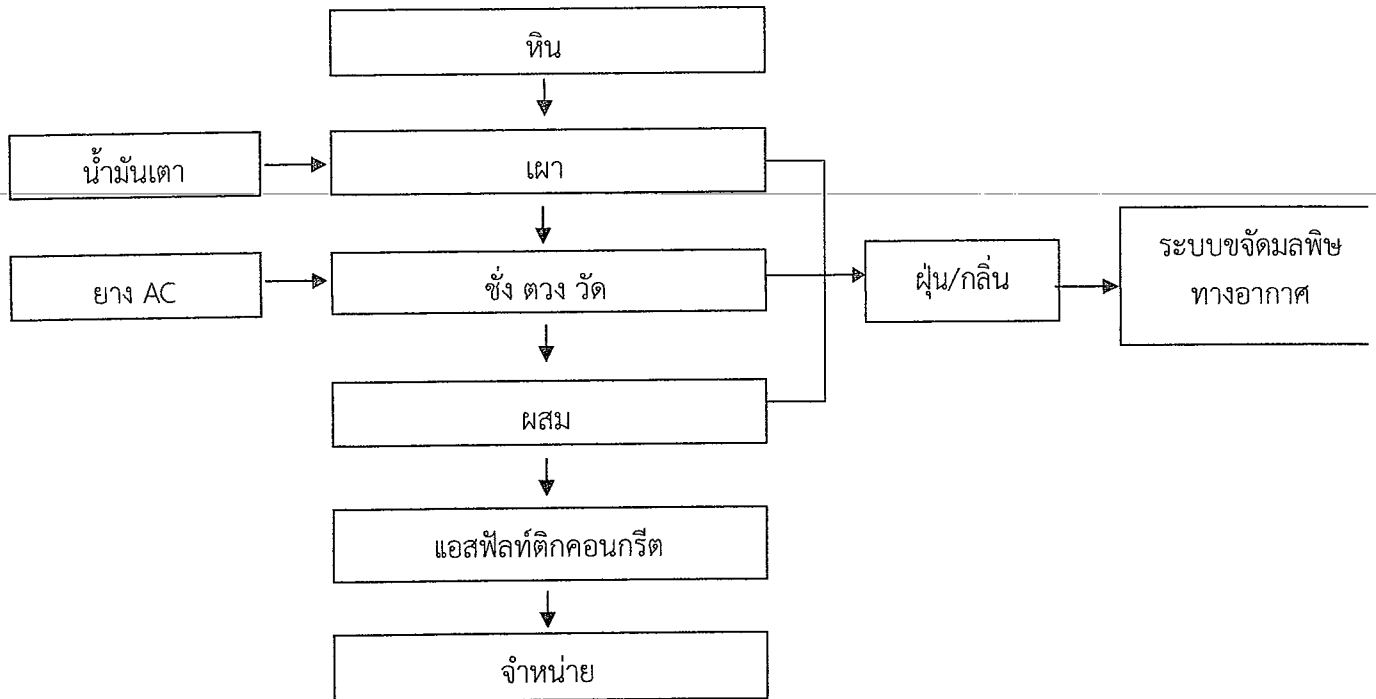 หิน
น้ำมันเตา
เผา
ยาง AC
ชั่ง ตวง วัด
ฝุ่น/กลิ่น
ระบบขจัดมลพิษ
ทางอากาศ
ผสม
แอสฟัลท์ติกคอนกรีต
จำหน่าย